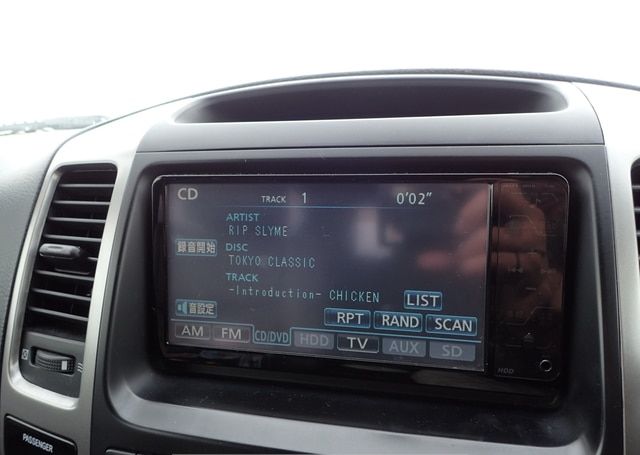 CD TRACK 1 0'02"
ARTIST
RIP SLYME
録音開始
DISC
TOKYO CLASSIC
TRACK
-Introduction- CHICKEN
LIST
音設定
RPT RAND SCAN
AM FM CD/DVD HDD TV AUX SD
HDD
PASSENGER